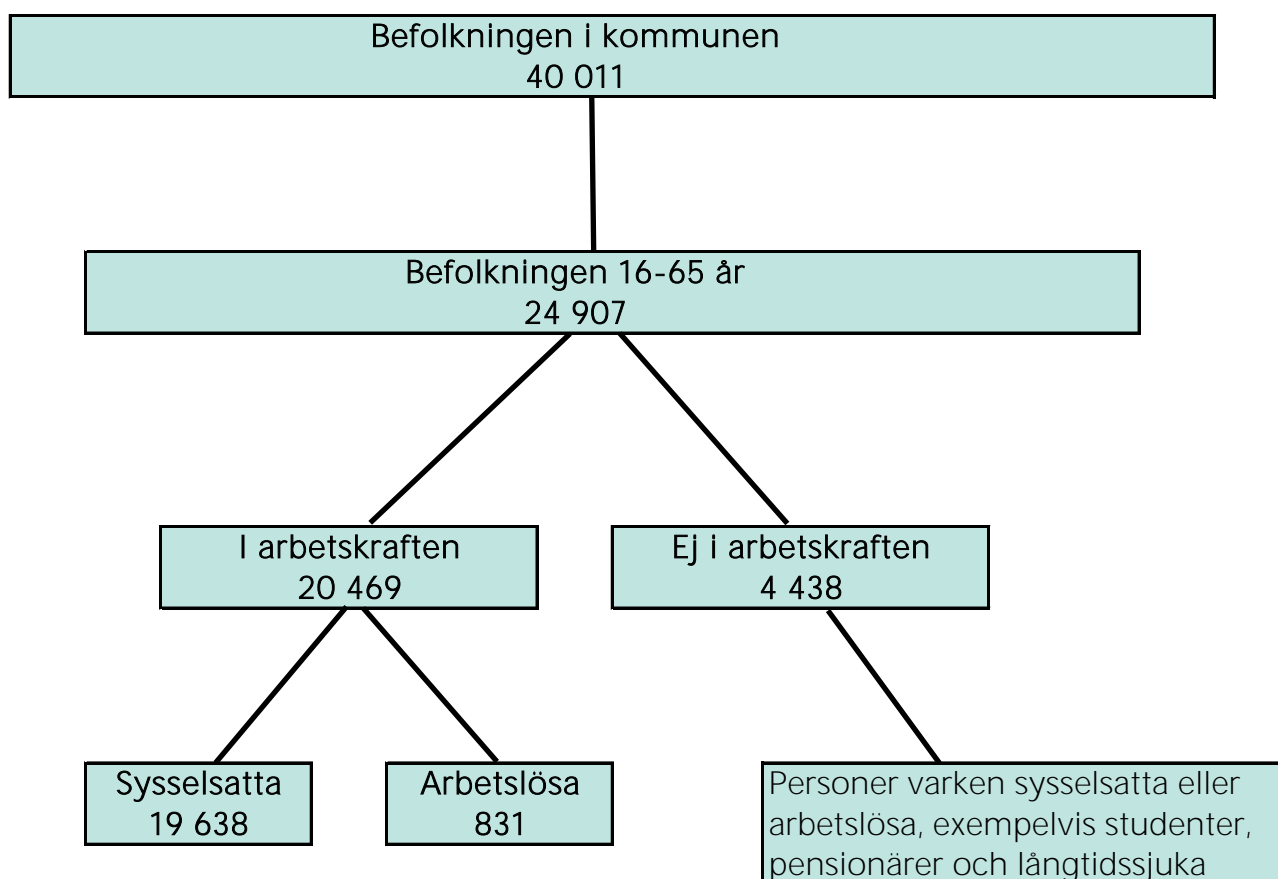 Befolkningen i kommunen
40 011
Befolkningen 16-65 år
24 907
I arbetskraften
20 469
Ej i arbetskraften
4 438
Sysselsatta
19 638
Arbetslösa
831
Personer varken sysselsatta eller
arbetslösa, exempelvis studenter,
pensionärer och långtidssjuka